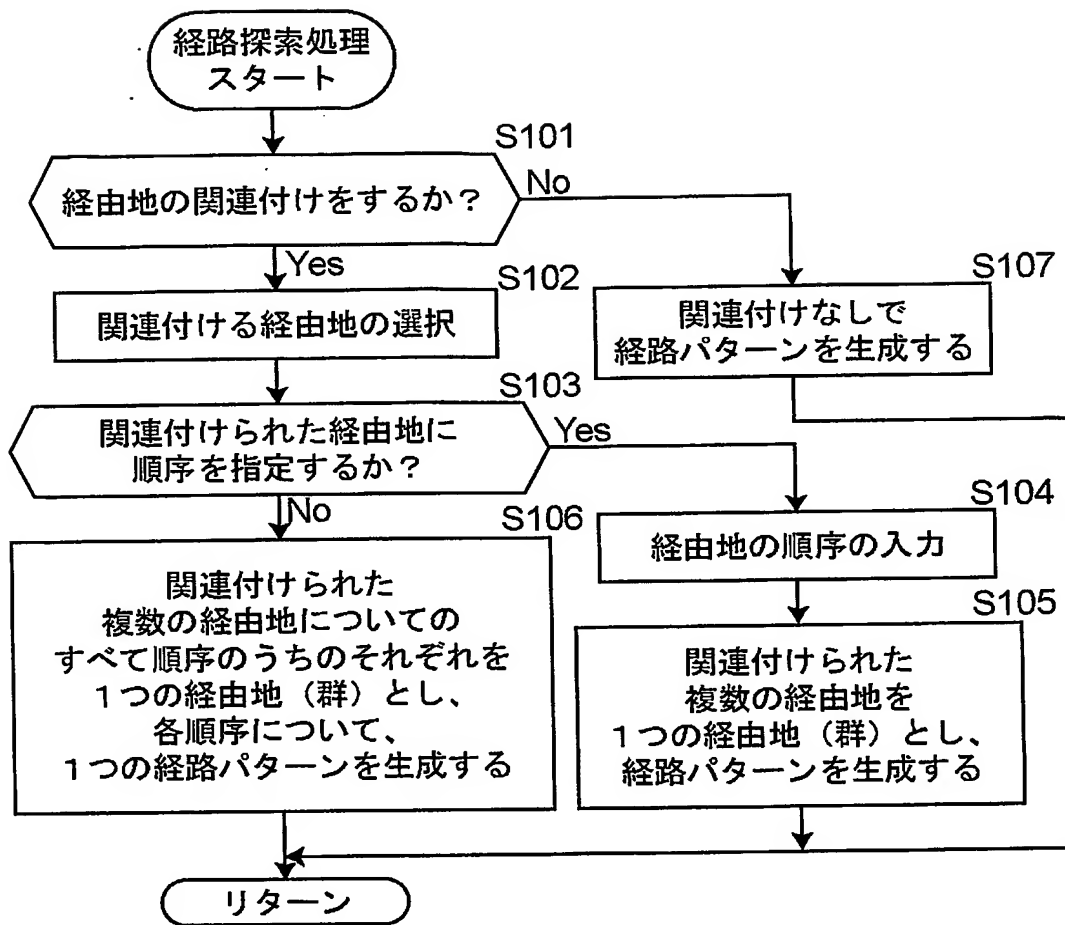 経路探索処理
スタート
S101
経由地の関連付けをするか？
No
Yes
S102
関連付ける経由地の選択
S107
関連付けなしで
経路パターンを生成する
S103
関連付けられた経由地に
順序を指定するか？
Yes
No
S104
経由地の順序の入力
S106
関連付けられた
複数の経由地についての
すべて順序のうちのそれぞれを
１つの経由地（群）とし、
各順序について、
１つの経路パターンを生成する
S105
関連付けられた
複数の経由地を
１つの経由地（群）とし、
経路パターンを生成する
リターン